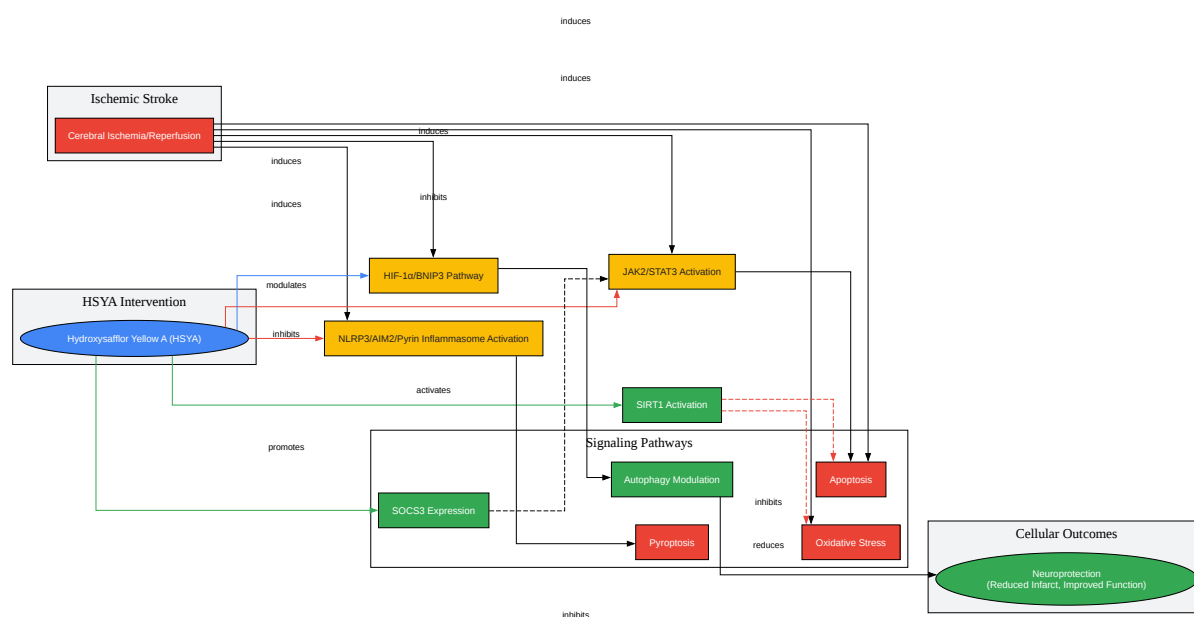 induces
induces
Ischemic Stroke
Cerebral Ischemia/Reperfusion
induces
induces
inhibits
induces
HIF-1α/BNIP3 Pathway
JAK2/STAT3 Activation
modulates
HSYA Intervention
Hydroxysafflor Yellow A (HSYA)
inhibits
NLRP3/AIM2/Pyrin Inflammasome Activation
activates
SIRT1 Activation
promotes
Signaling Pathways
Autophagy Modulation
Apoptosis
SOCS3 Expression
inhibits
Pyroptosis
reduces
Oxidative Stress
Cellular Outcomes
Neuroprotection
(Reduced Infarct, Improved Function)
inhibits